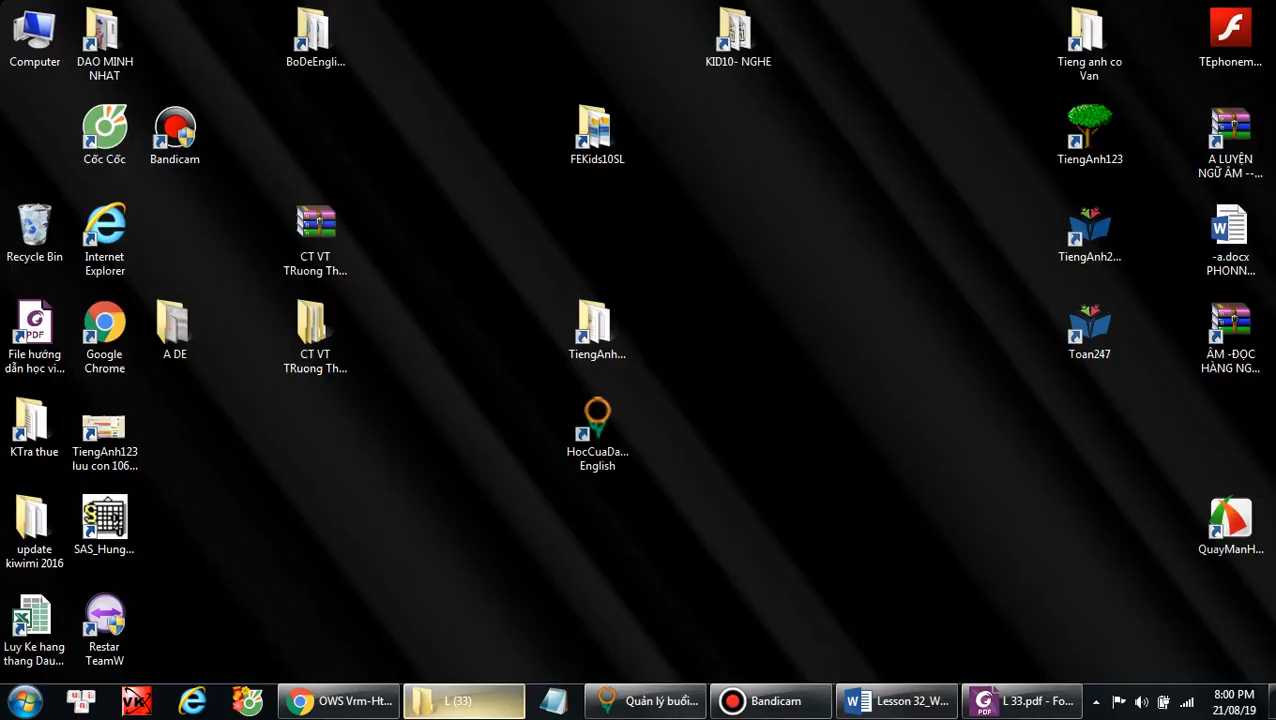 Computer
DAO MINH
NHAT
BoDeEngli...
KID10- NGHE
Tieng anh co
Van
TEphonem...
Cốc Cốc
Bandicam
FEKids10SL
TiengAnh123
A LUYỆN
NGỮ ÂM --...
Recycle Bin
Internet
Explorer
CT VT
TRuong Th...
TiengAnh2...
-a.docx
PHONN...
PDF
File hướng
dẫn học vi...
Google
Chrome
A DE
CT VT
TRuong Th...
TiengAnh...
Toan247
ÂM -ĐỌC
HÀNG NG...
KTra thue
TiengAnh123
luu con 106...
HocCuaDa...
English
update
kiwimi 2016
SAS_Hung...
QuayManH...
Luy Ke hang
thang Dau...
Restar
TeamW
OWS Vrm-Ht...
L (33)
Quản lý buổi...
Bandicam
Lesson 32_W...
PDF
L 33.pdf - Fo...
8:00 PM
21/08/19